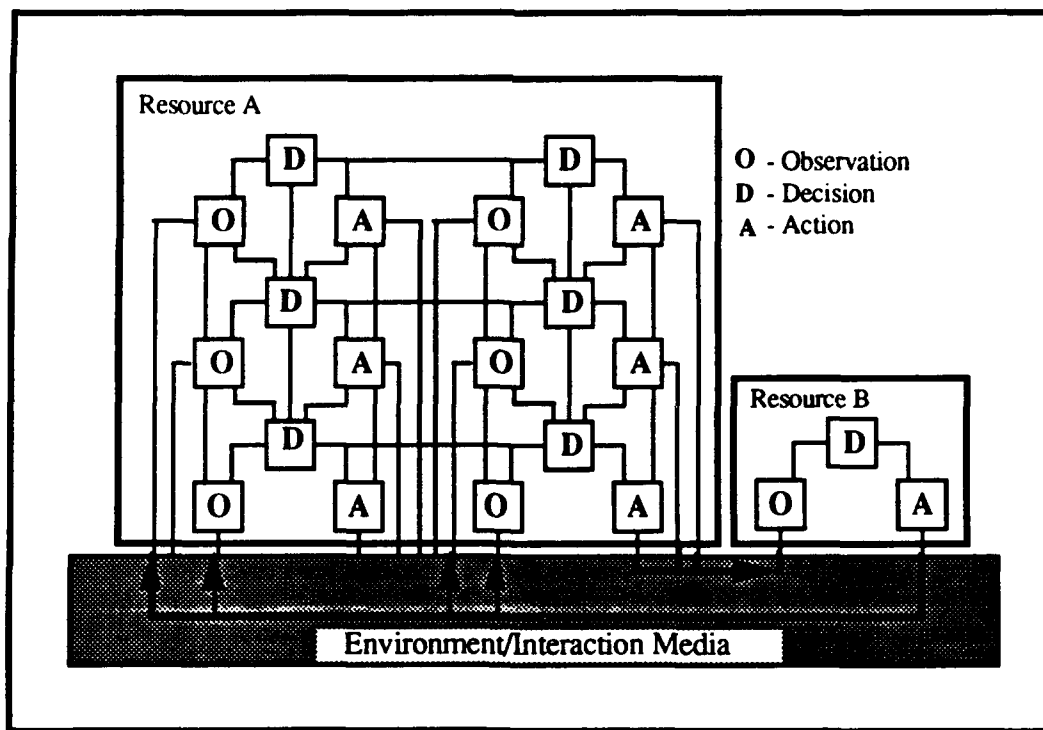 Resource A
D D
O - Observation
D - Decision
A - Action
O A O A
D D
O A O A
Resource B
D D
D
O A O A
O A
Environment/Interaction Media